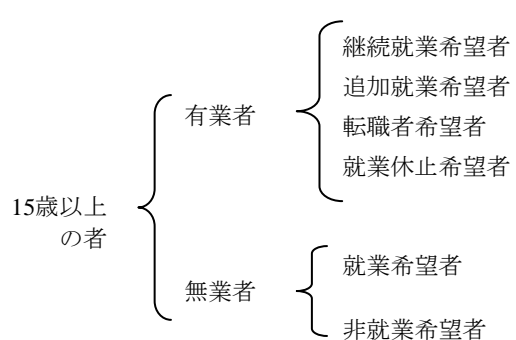 継続就業希望者
追加就業希望者
有業者
転職者希望者
就業休止希望者
15歳以上
の者
就業希望者
無業者
非就業希望者